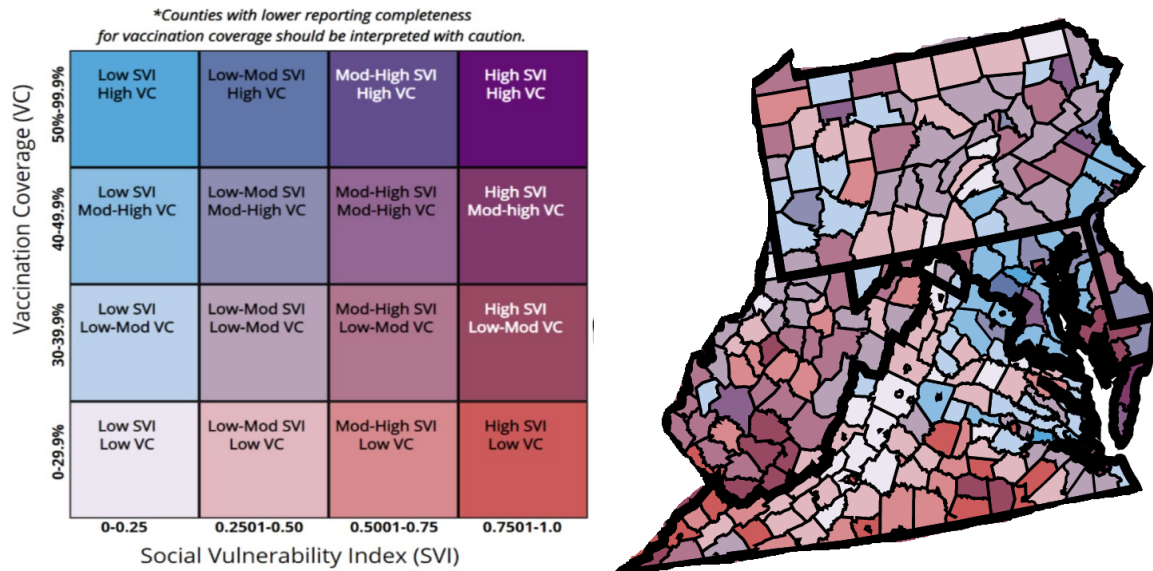 *Counties with lower reporting completeness
for vaccination coverage should be interpreted with caution.
Vaccination Coverage (VC)
50%-99.9%
Low SVI
High VC
Low-Mod SVI
High VC
Mod-High SVI
High VC
High SVI
High VC
40-49.9%
Low SVI
Mod-High VC
Low-Mod SVI
Mod-High VC
Mod-High SVI
Mod-High VC
High SVI
Mod-high VC
30-39.9%
Low SVI
Low-Mod VC
Low-Mod SVI
Low-Mod VC
Mod-High SVI
Low-Mod VC
High SVI
Low-Mod VC
0-29.9%
Low SVI
Low VC
Low-Mod SVI
Low VC
Mod-High SVI
Low VC
High SVI
Low VC
0-0.25
0.2501-0.50
0.5001-0.75
0.7501-1.0
Social Vulnerability Index (SVI)